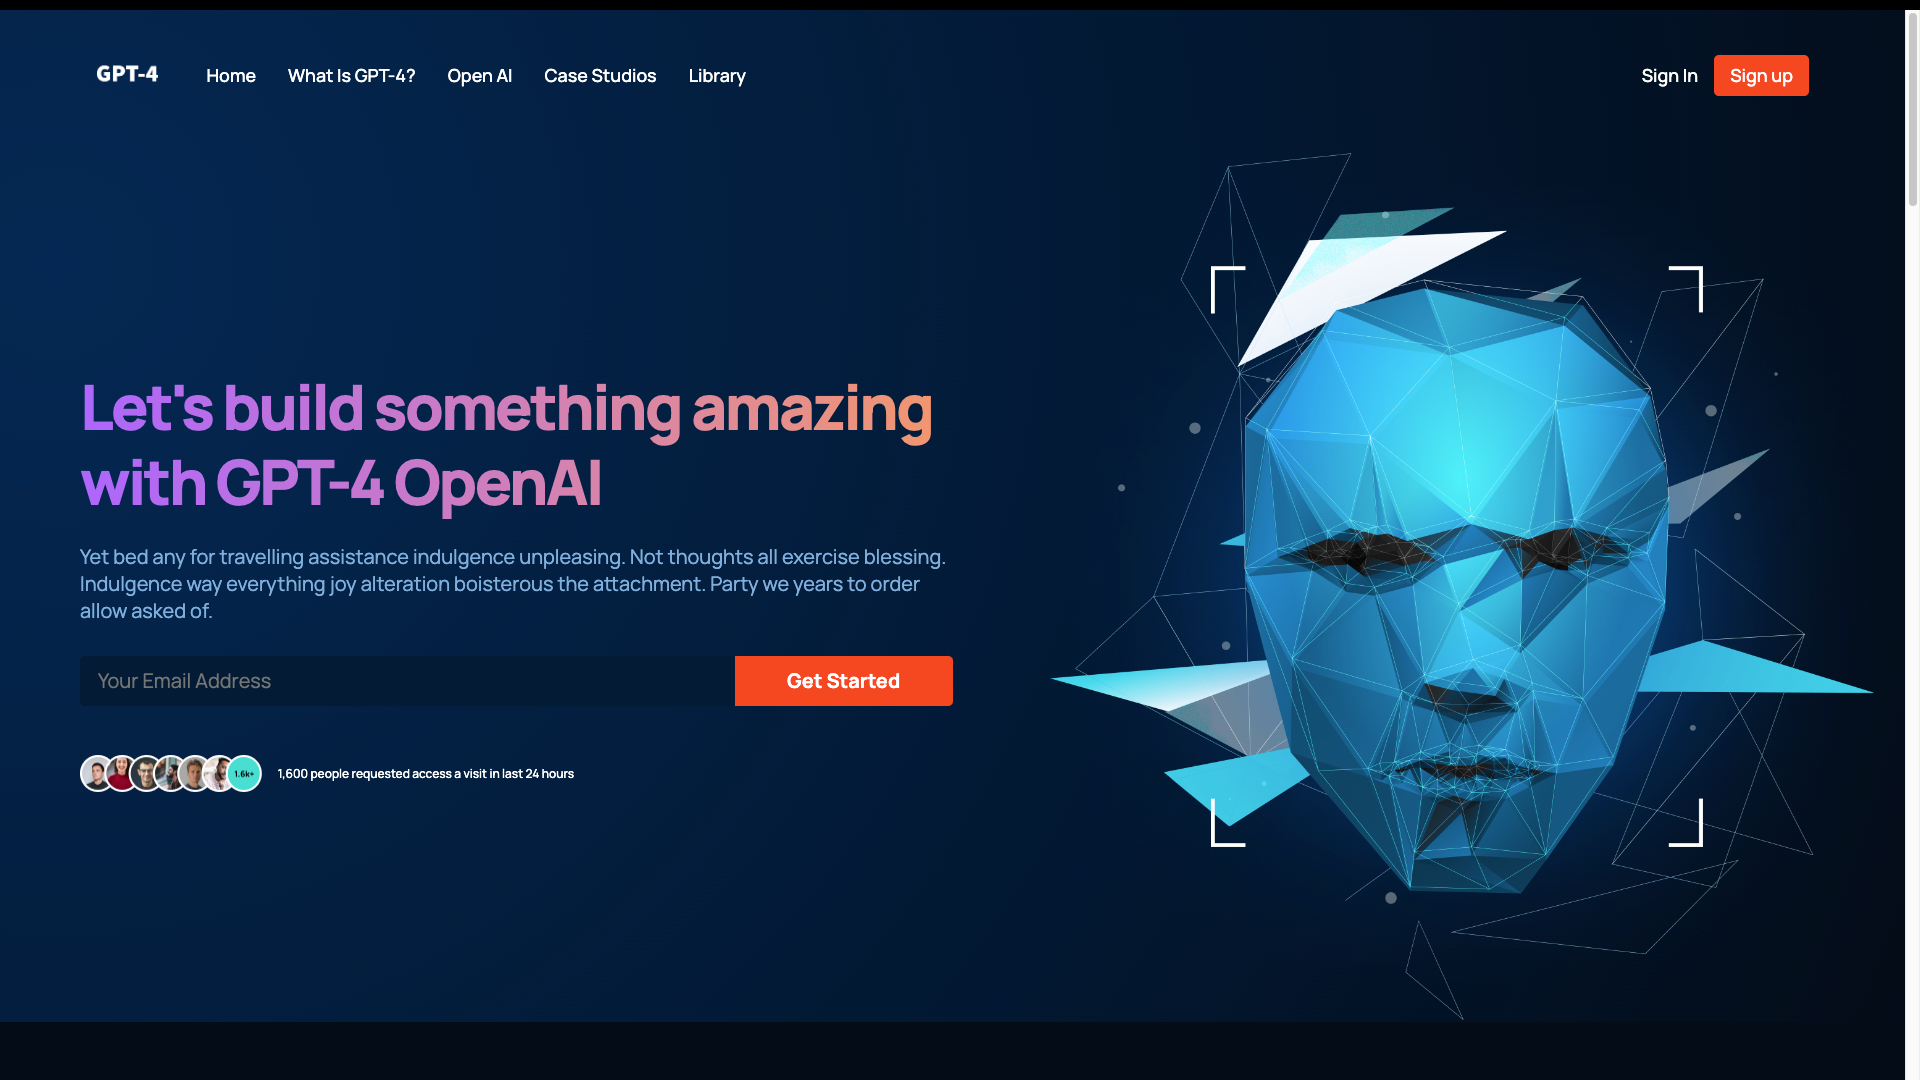 GPT-4
Home
What Is GPT-4?
Open AI
Case Studios
Library
Sign In
Sign up
Let's build something amazing
with GPT-4 OpenAI
Yet bed any for travelling assistance indulgence unpleasing. Not thoughts all exercise blessing.
Indulgence way everything joy alteration boisterous the attachment. Party we years to order
allow asked of.
Your Email Address
Get Started
1.6k+
1,600 people requested access a visit in last 24 hours